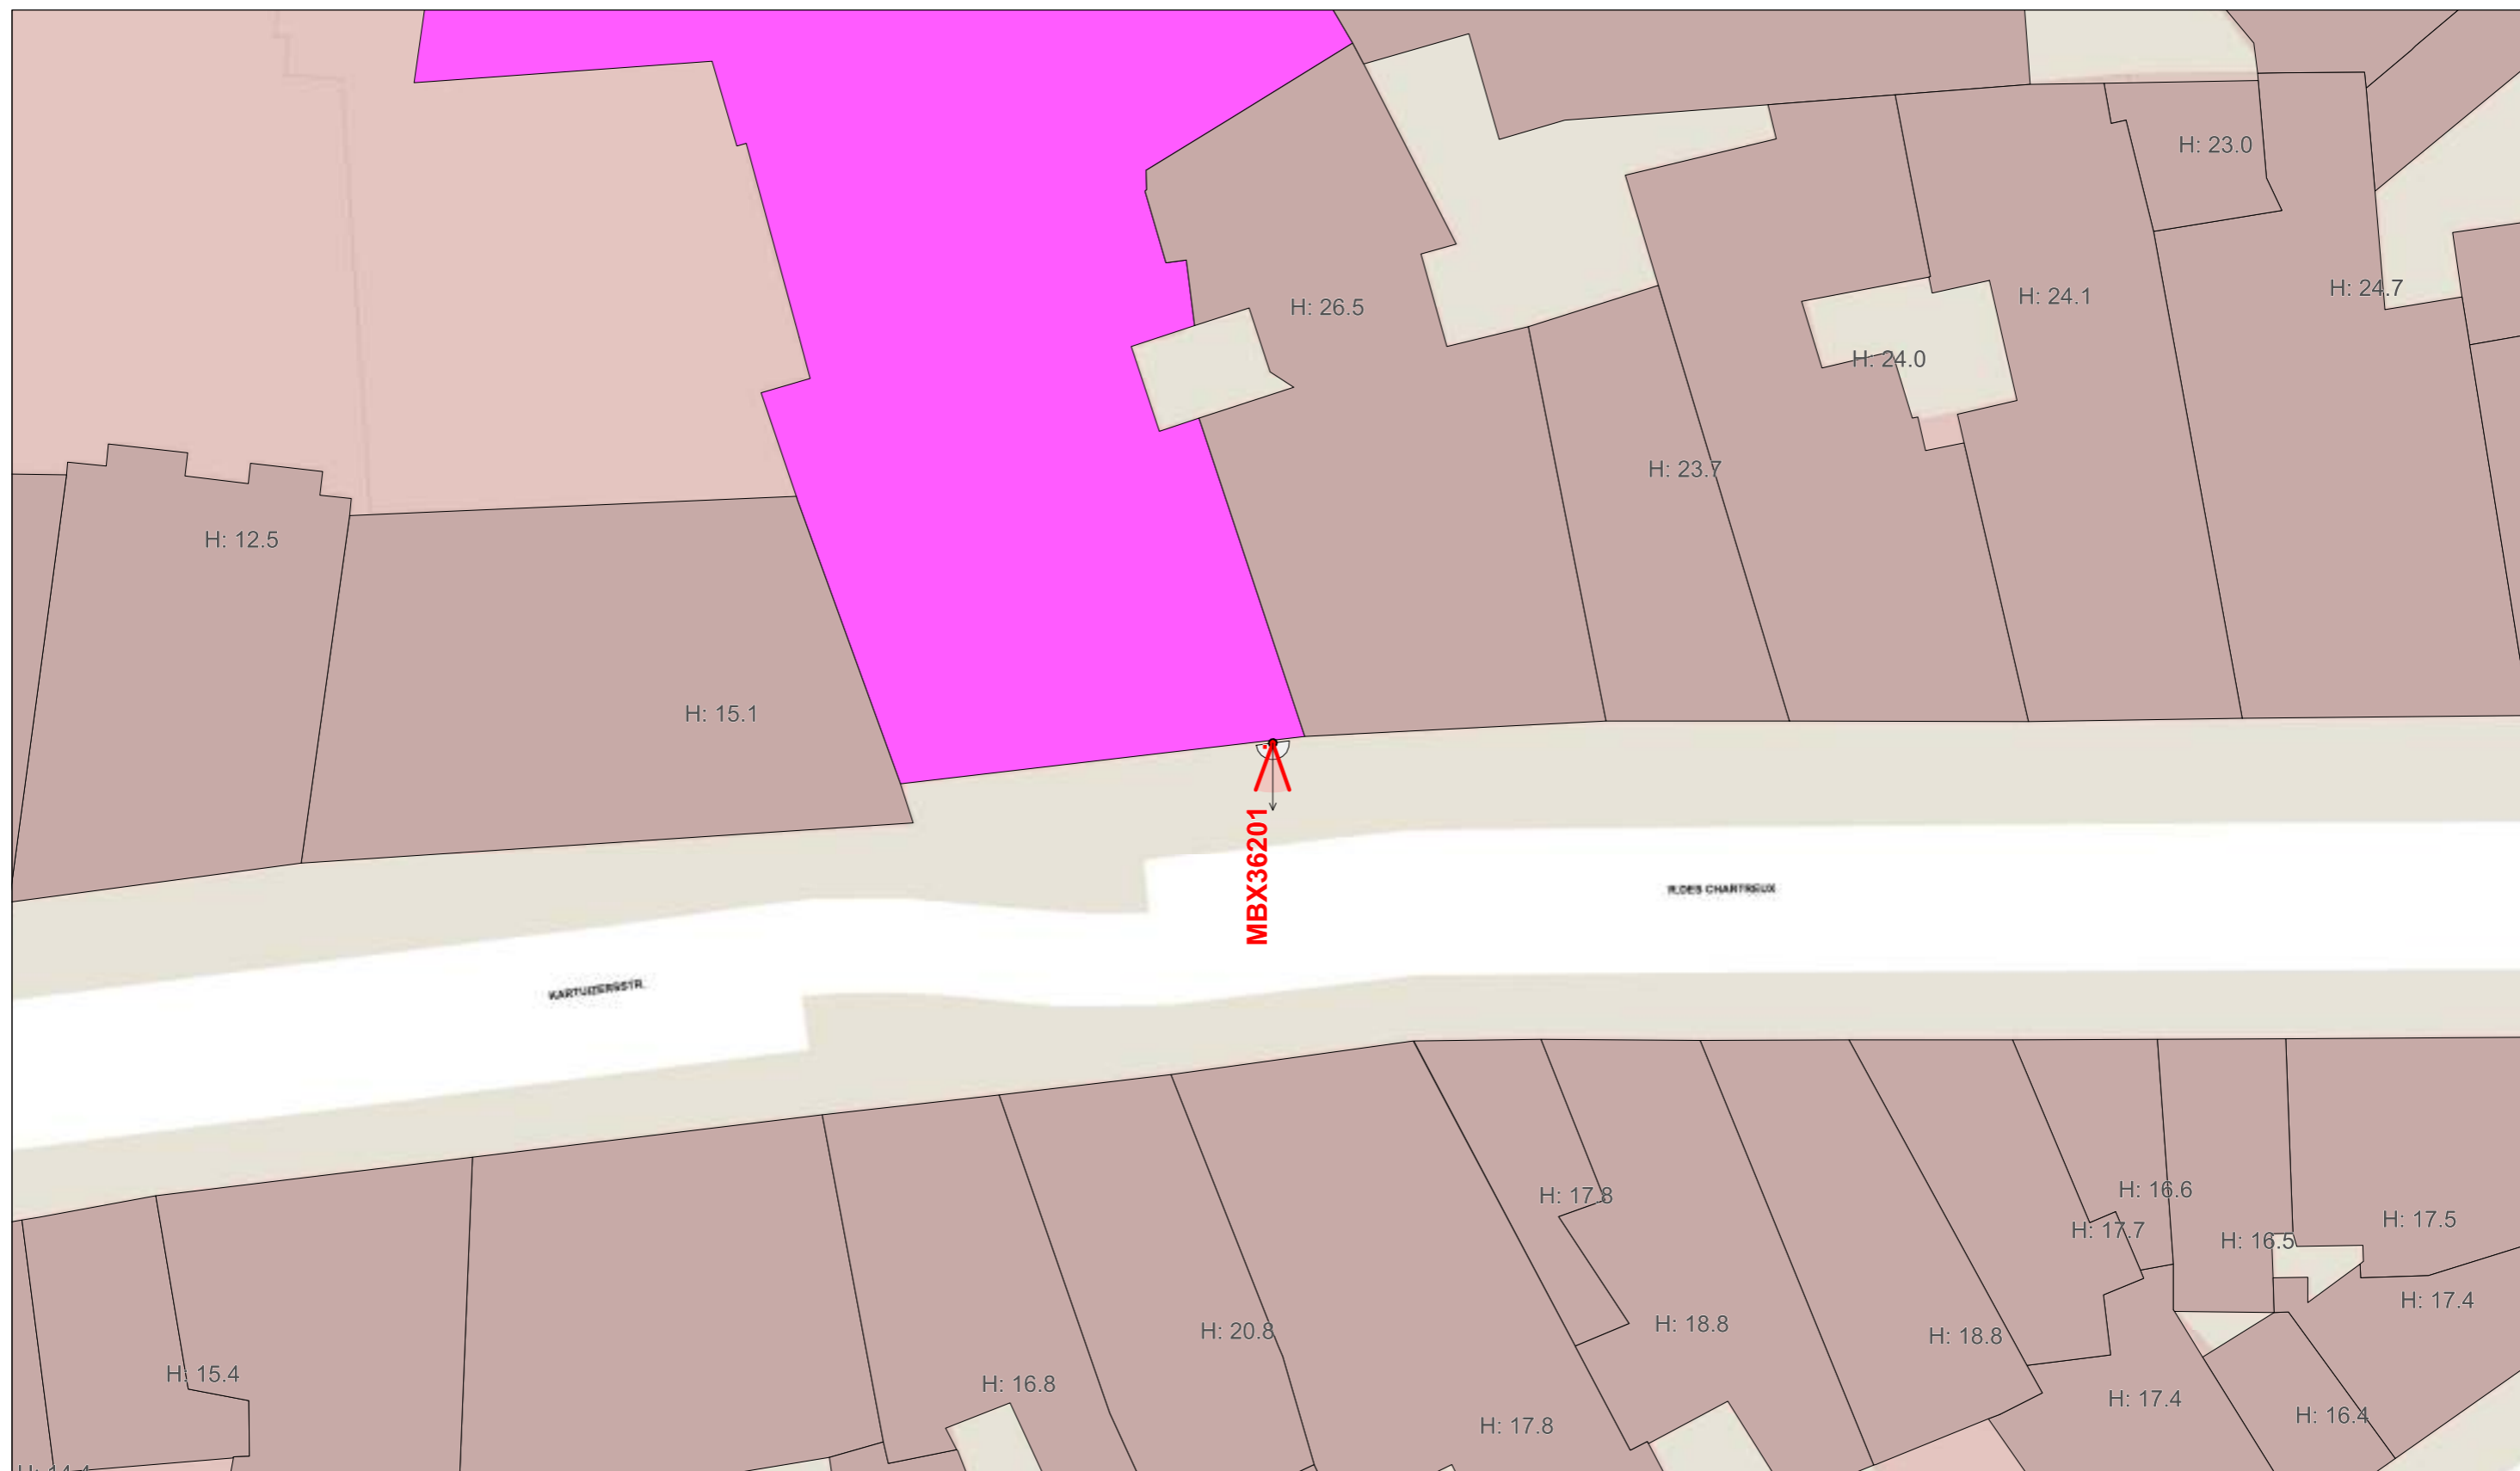 H: 23.0
H: 24.7
H: 24.1
H: 26.5
H: 24.0
H: 23.7
H: 12.5
H: 15.1
MBX36201
R.DES CHARTREUX
KARTUIZERSSTR.
H: 16.6
H: 17.8
H: 17.5
H: 17.7
H: 16.5
H: 17.4
H: 18.8
H: 20.8
H: 18.8
H: 15.4
H: 16.8
H: 17.4
H: 16.4
H: 17.8